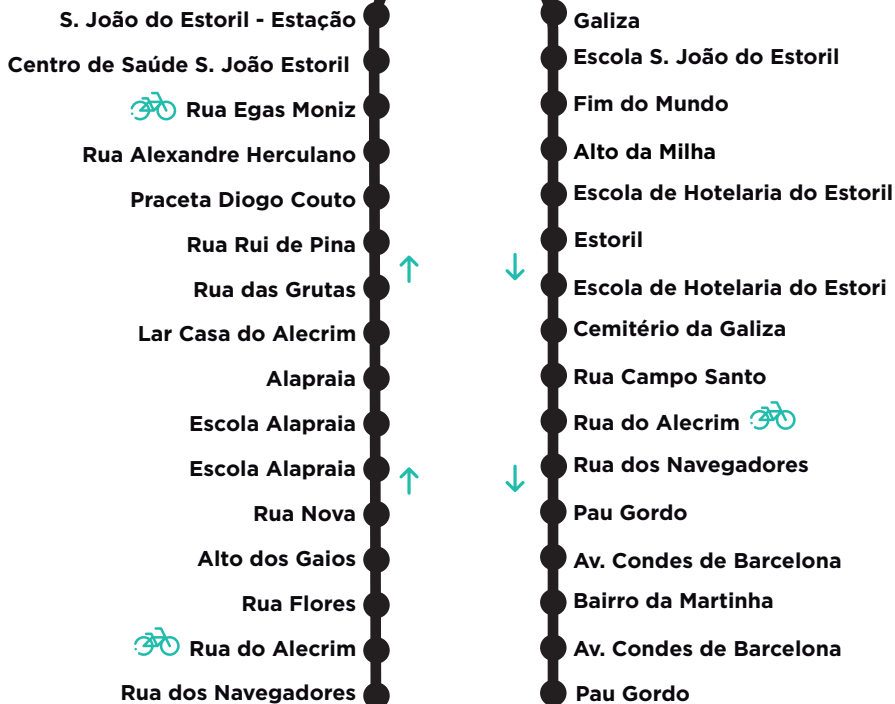 S. João do Estoril - Estação
Centro de Saúde S. João Estoril
Rua Egas Moniz
Rua Alexandre Herculano
Praceta Diogo Couto
Rua Rui de Pina
Rua das Grutas
Lar Casa do Alecrim
Alapraia
Escola Alapraia
Escola Alapraia
Rua Nova
Alto dos Gaios
Rua Flores
Rua do Alecrim
Rua dos Navegadores
Galiza
Escola S. João do Estoril
Fim do Mundo
Alto da Milha
Escola de Hotelaria do Estoril
Estoril
Escola de Hotelaria do Estori
Cemitério da Galiza
Rua Campo Santo
Rua do Alecrim
Rua dos Navegadores
Pau Gordo
Av. Condes de Barcelona
Bairro da Martinha
Av. Condes de Barcelona
Pau Gordo